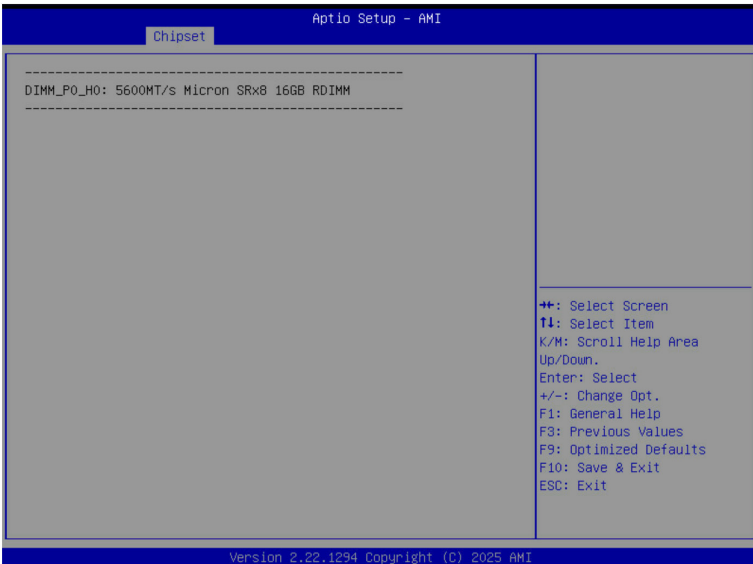 Aptio Setup – AMI
Chipset
--------------------------------------------------
DIMM_P0_H0: 5600MT/s Micron SRx8 16GB RDIMM
--------------------------------------------------
→←: Select Screen
↑↓: Select Item
K/M: Scroll Help Area
Up/Down.
Enter: Select
+/-: Change Opt.
F1: General Help
F3: Previous Values
F9: Optimized Defaults
F10: Save & Exit
ESC: Exit
Version 2.22.1294 Copyright (C) 2025 AMI